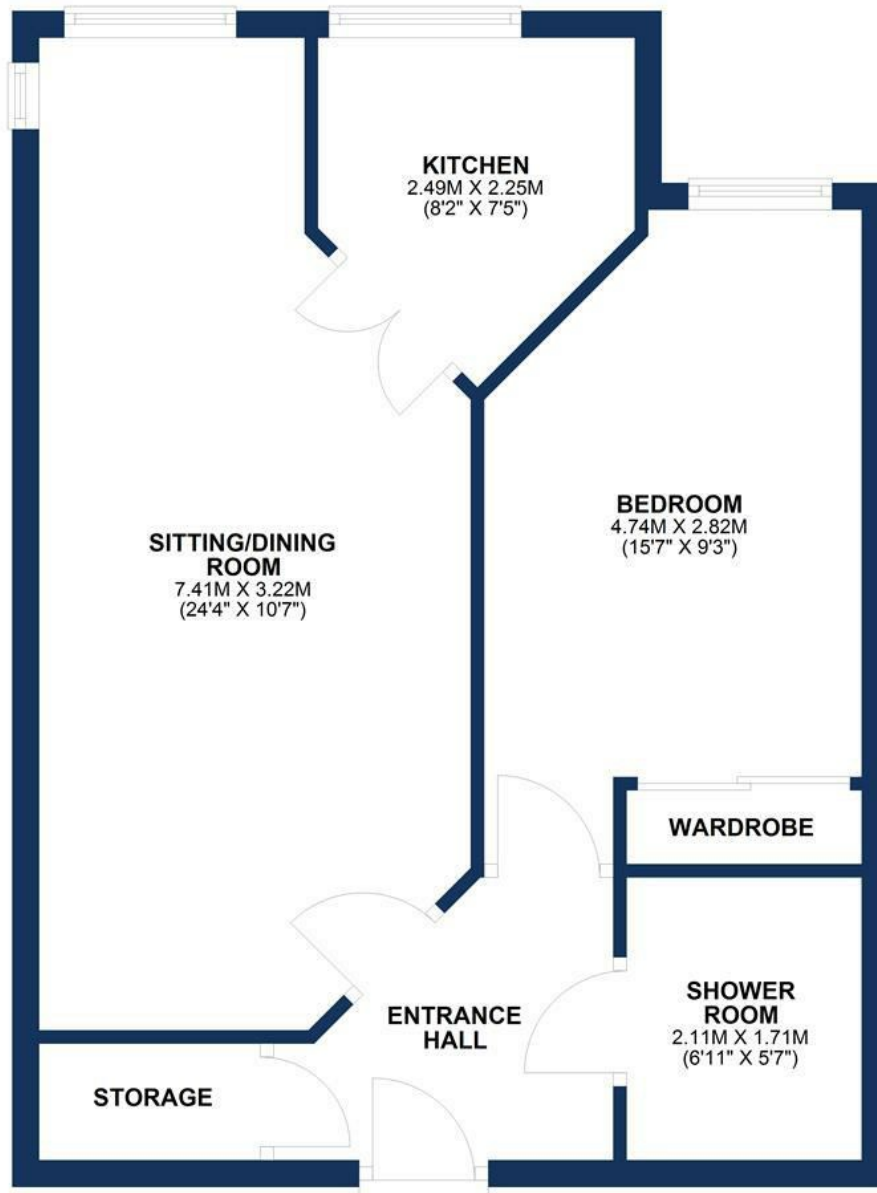 KITCHEN
2.49M X 2.25M
(8'2" X 7'5")
BEDROOM
4.74M X 2.82M
(15'7" X 9'3")
SITTING/DINING
ROOM
7.41M X 3.22M
(24'4" X 10'7")
WARDROBE
SHOWER
ROOM
2.11M X 1.71M
(6'11" X 5'7")
ENTRANCE
HALL
STORAGE